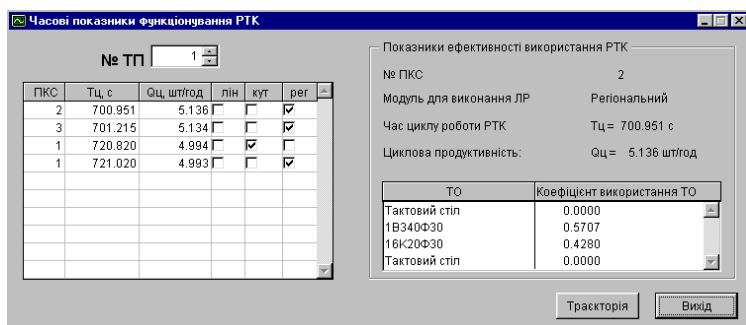 Часові показники функціонування РТК
№ ТП 1
ПКС Тц, с Qц, шт/год лін кут рег
2 700.951 5.136
3 701.215 5.134
1 720.820 4.994
1 721.020 4.993
Показники ефективності використання РТК
№ ПКС 2
Модуль для виконання ЛР Регіональний
Час циклу роботи РТК Тц = 700.951 с
Циклова продуктивність: Qц = 5.136 шт/год
ТО Коефіцієнт використання ТО
Тактовий стіл 0.0000
1В340Ф30 0.5707
16К20Ф30 0.4280
Тактовий стіл 0.0000
Траєкторія Вихід